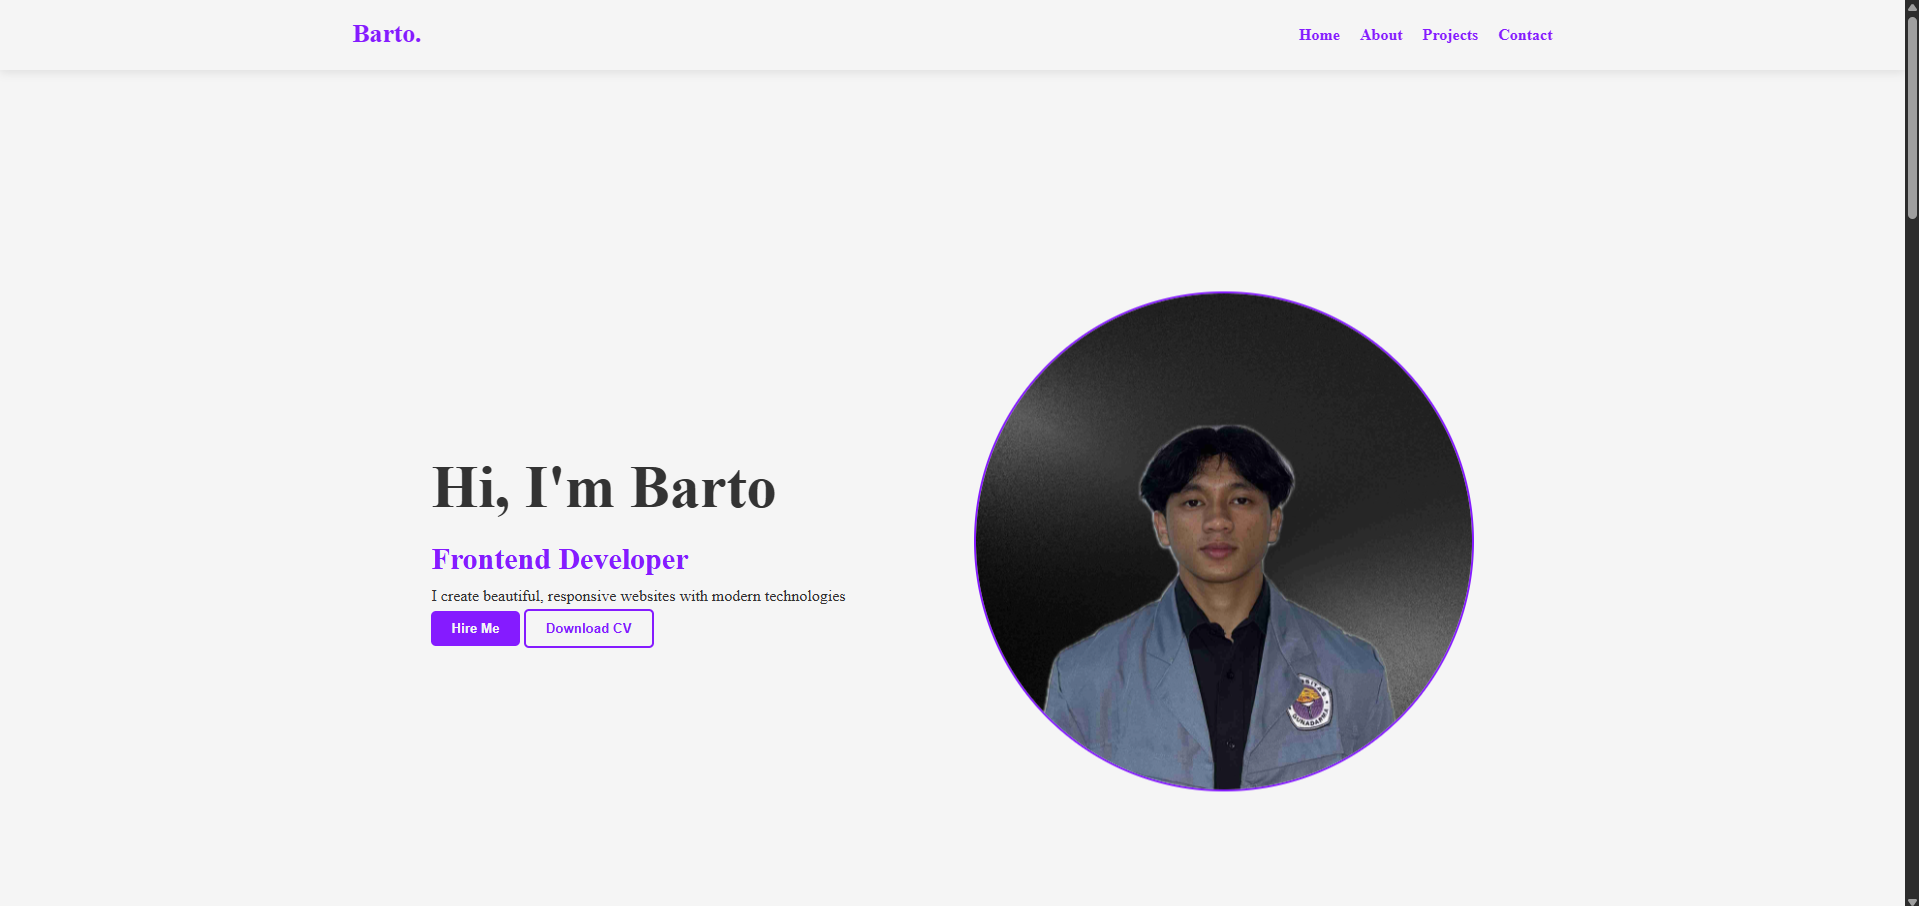 Barto.
Home About Projects Contact
Hi, I'm Barto
Frontend Developer
I create beautiful, responsive websites with modern technologies
Hire Me Download CV
GUNADARMA